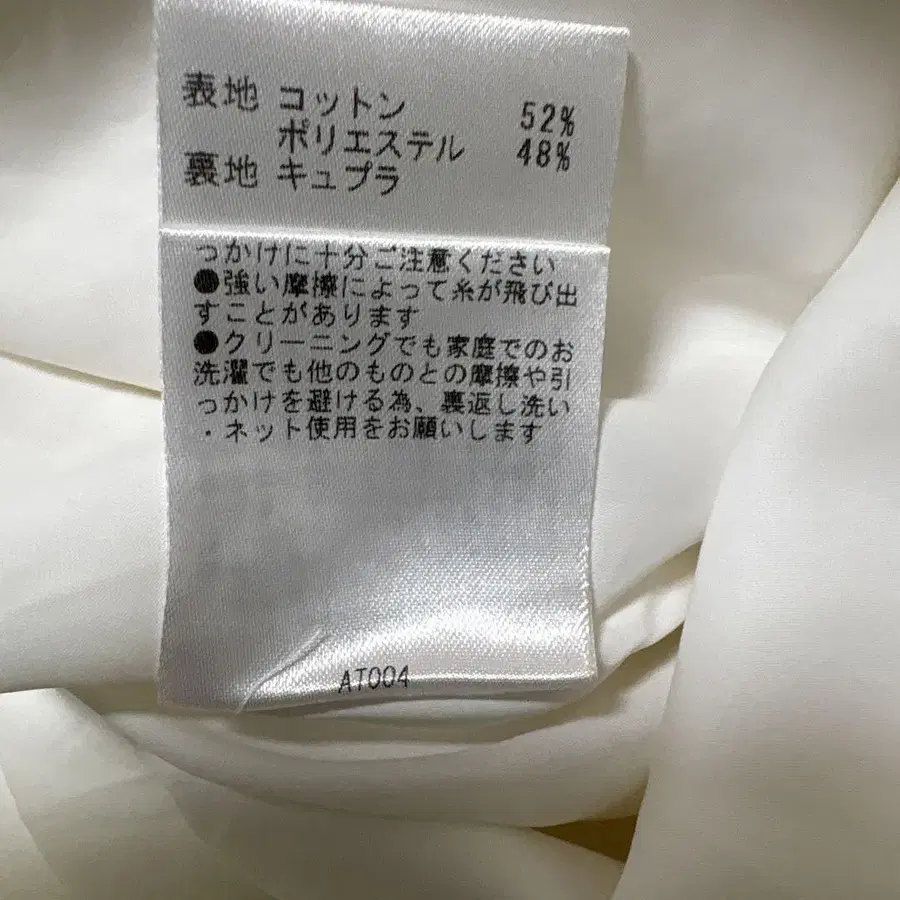 表地 コットン 52%
ポリエステル 48%
裏地 キュプラ
っかけに十分ご注意ください
●強い摩擦によって糸が飛び出
すことがあります
●クリーニングでも家庭でのお
洗濯でも他のものとの摩擦や引
っかけを避ける為、裏返し洗い
・ネット使用をお願いします
AT004